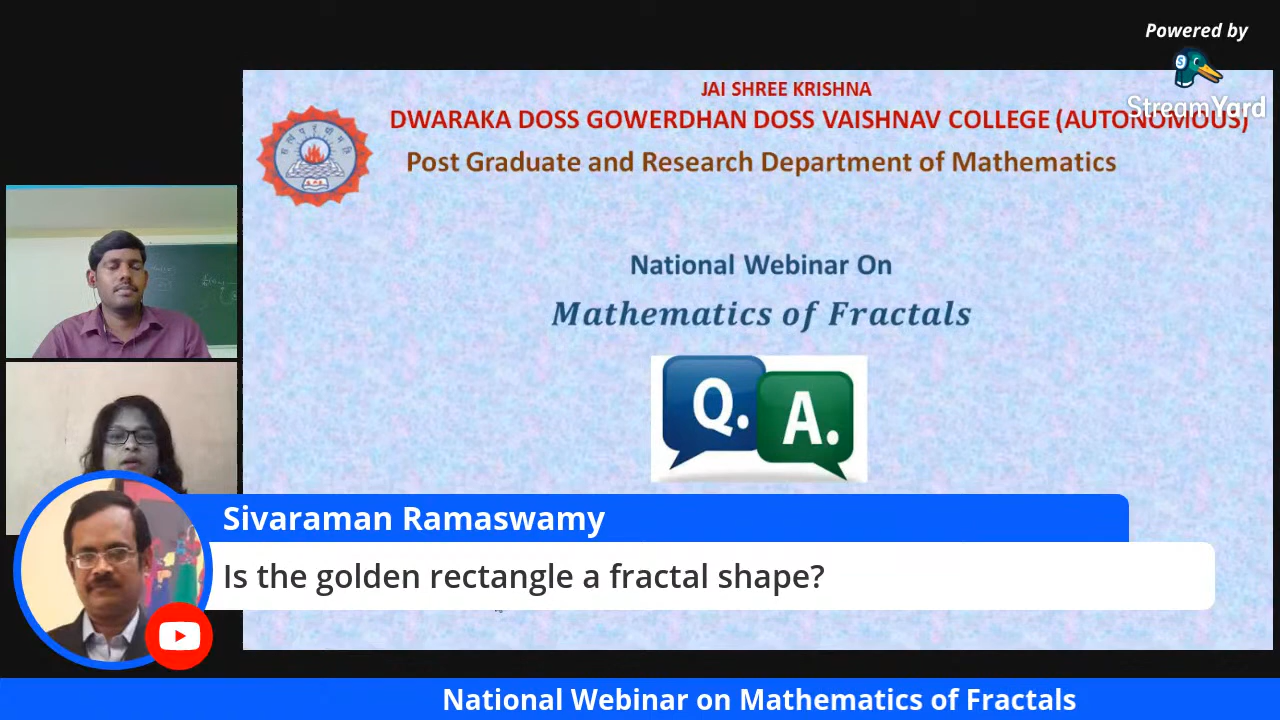 Powered by
StreamYard
JAI SHREE KRISHNA
DWARAKA DOSS GOWERDHAN DOSS VAISHNAV COLLEGE (AUTONOMOUS)
Post Graduate and Research Department of Mathematics
National Webinar On
Mathematics of Fractals
Q. A.
Sivaraman Ramaswamy
Is the golden rectangle a fractal shape?
National Webinar on Mathematics of Fractals